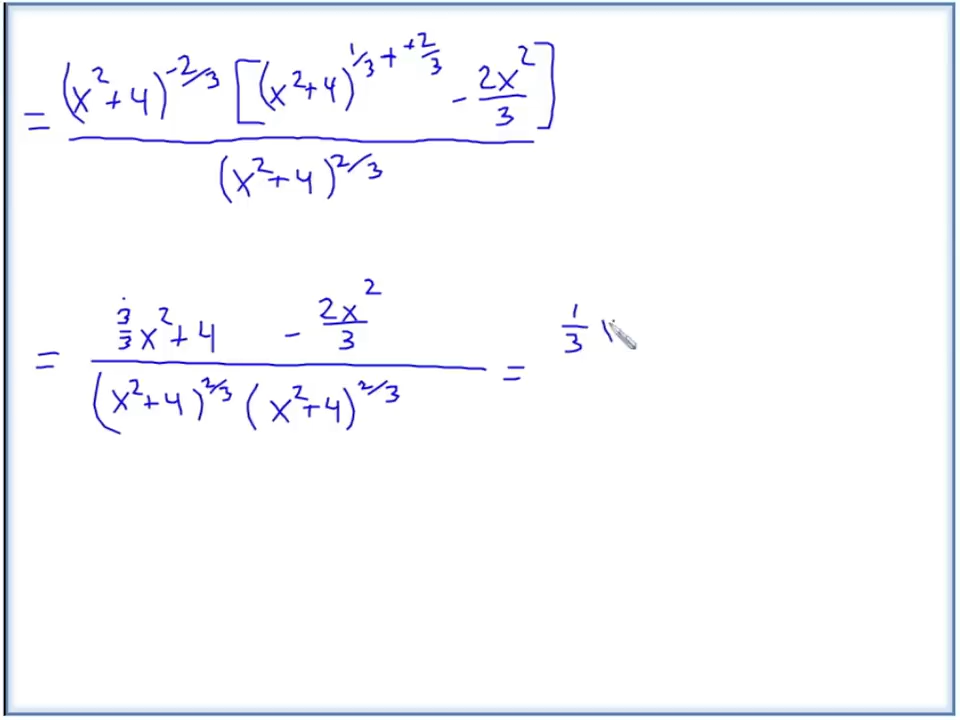 = (x²+4)^(-2/3) [(x²+4)^(1/3 + +2/3) - 2x²/3] / (x²+4)^(2/3)
= (3/3 x²+4 - 2x²/3) / ((x²+4)^(2/3) (x²+4)^(2/3)) = 1/3